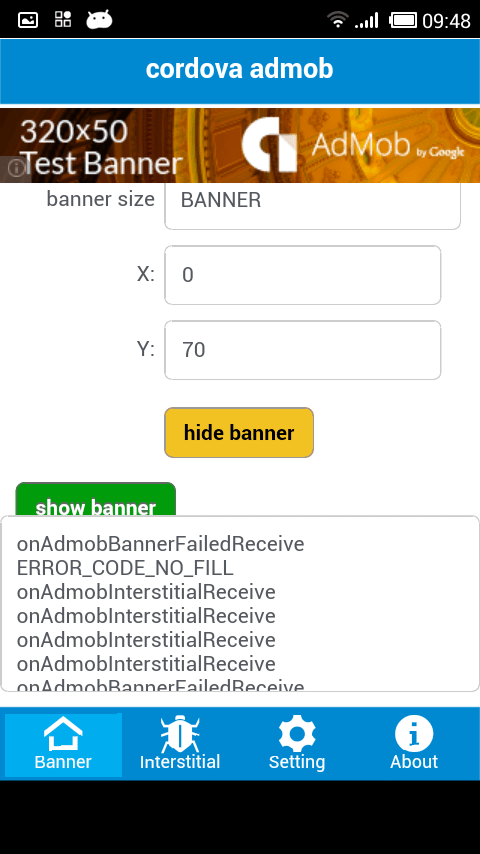 09:48
cordova admob
320x50
Test Banner
AdMob by Google
banner size
BANNER
X:
0
Y:
70
hide banner
show banner
onAdmobBannerFailedReceive
ERROR_CODE_NO_FILL
onAdmobInterstitialReceive
onAdmobInterstitialReceive
onAdmobInterstitialReceive
onAdmobInterstitialReceive
onAdmobBannerFailedReceive
Banner
Interstitial
Setting
About